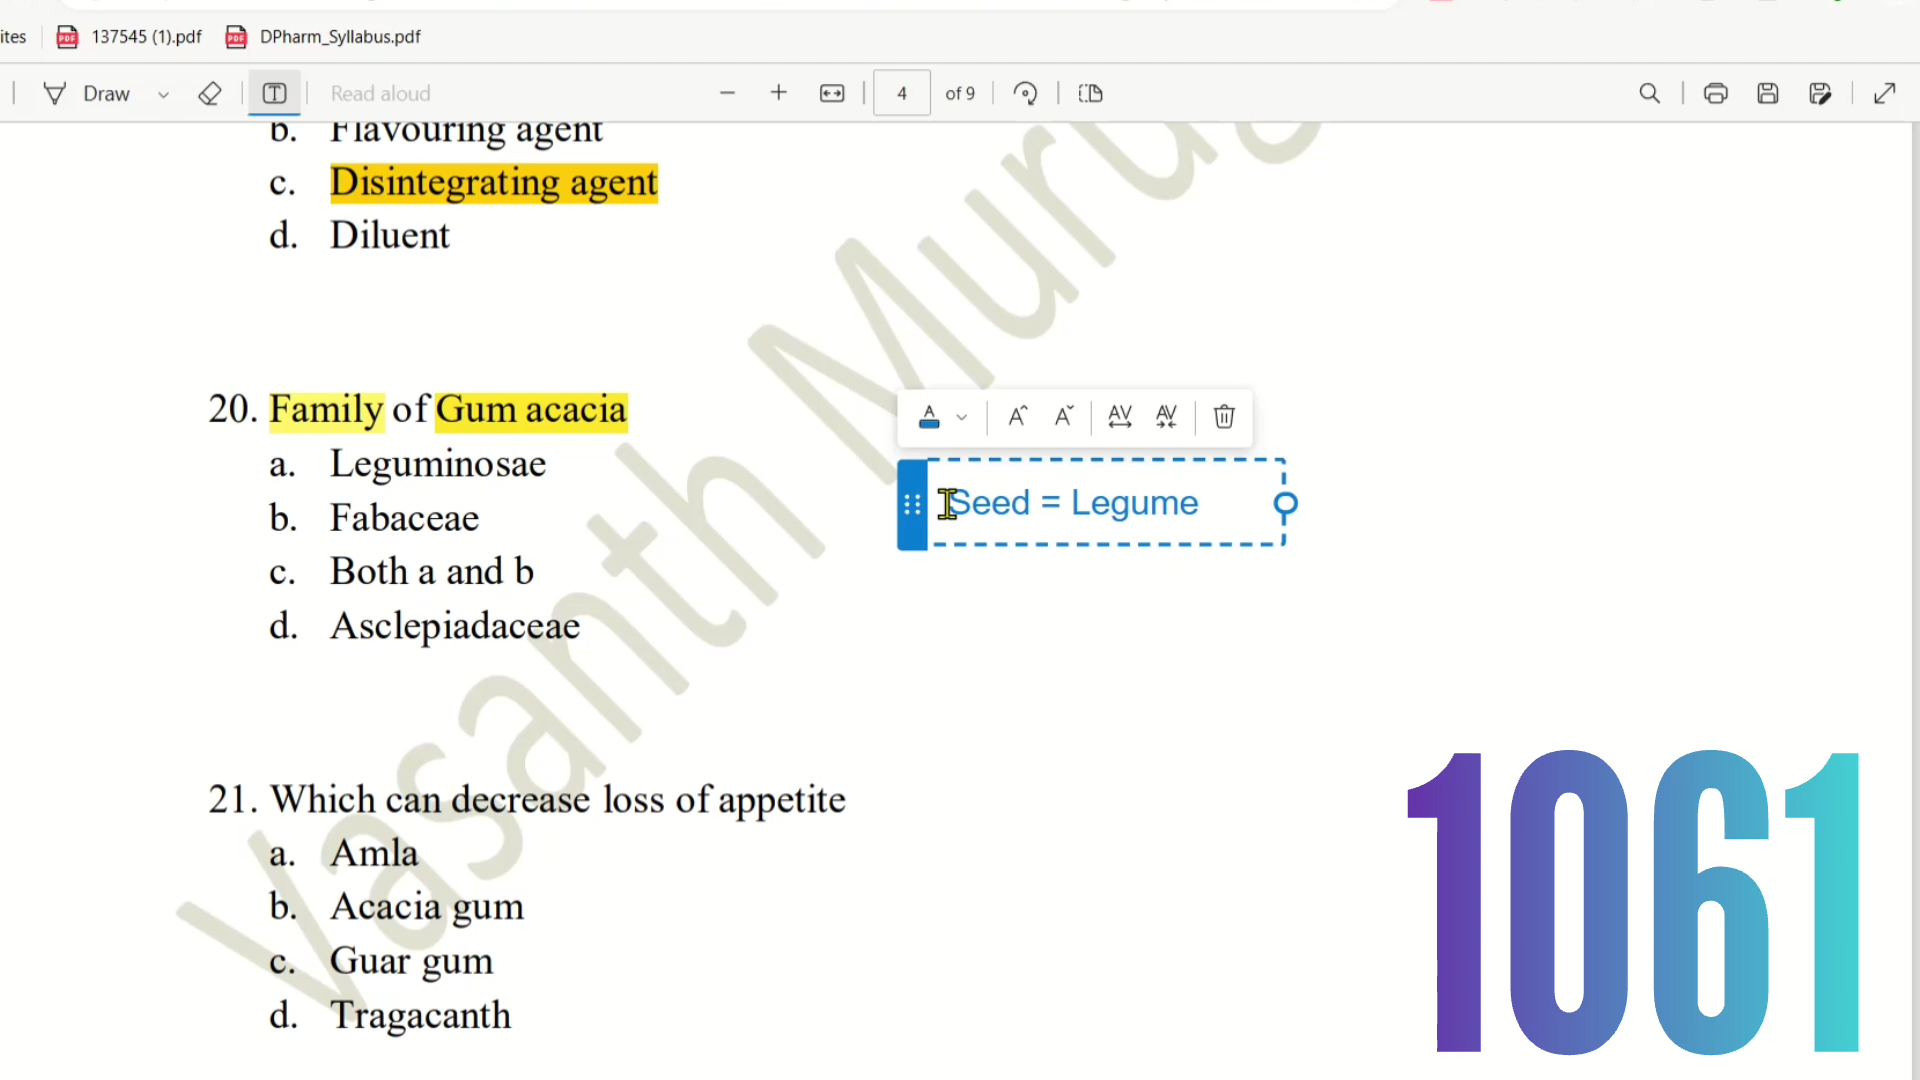 ites 137545 (1).pdf DPharm_Syllabus.pdf
Draw Read aloud 4 of 9
b. Flavouring agent
c. Disintegrating agent
d. Diluent
20. Family of Gum acacia
a. Leguminosae
b. Fabaceae
c. Both a and b
d. Asclepiadaceae
Seed = Legume
21. Which can decrease loss of appetite
a. Amla
b. Acacia gum
c. Guar gum
d. Tragacanth
Vasanth
1061